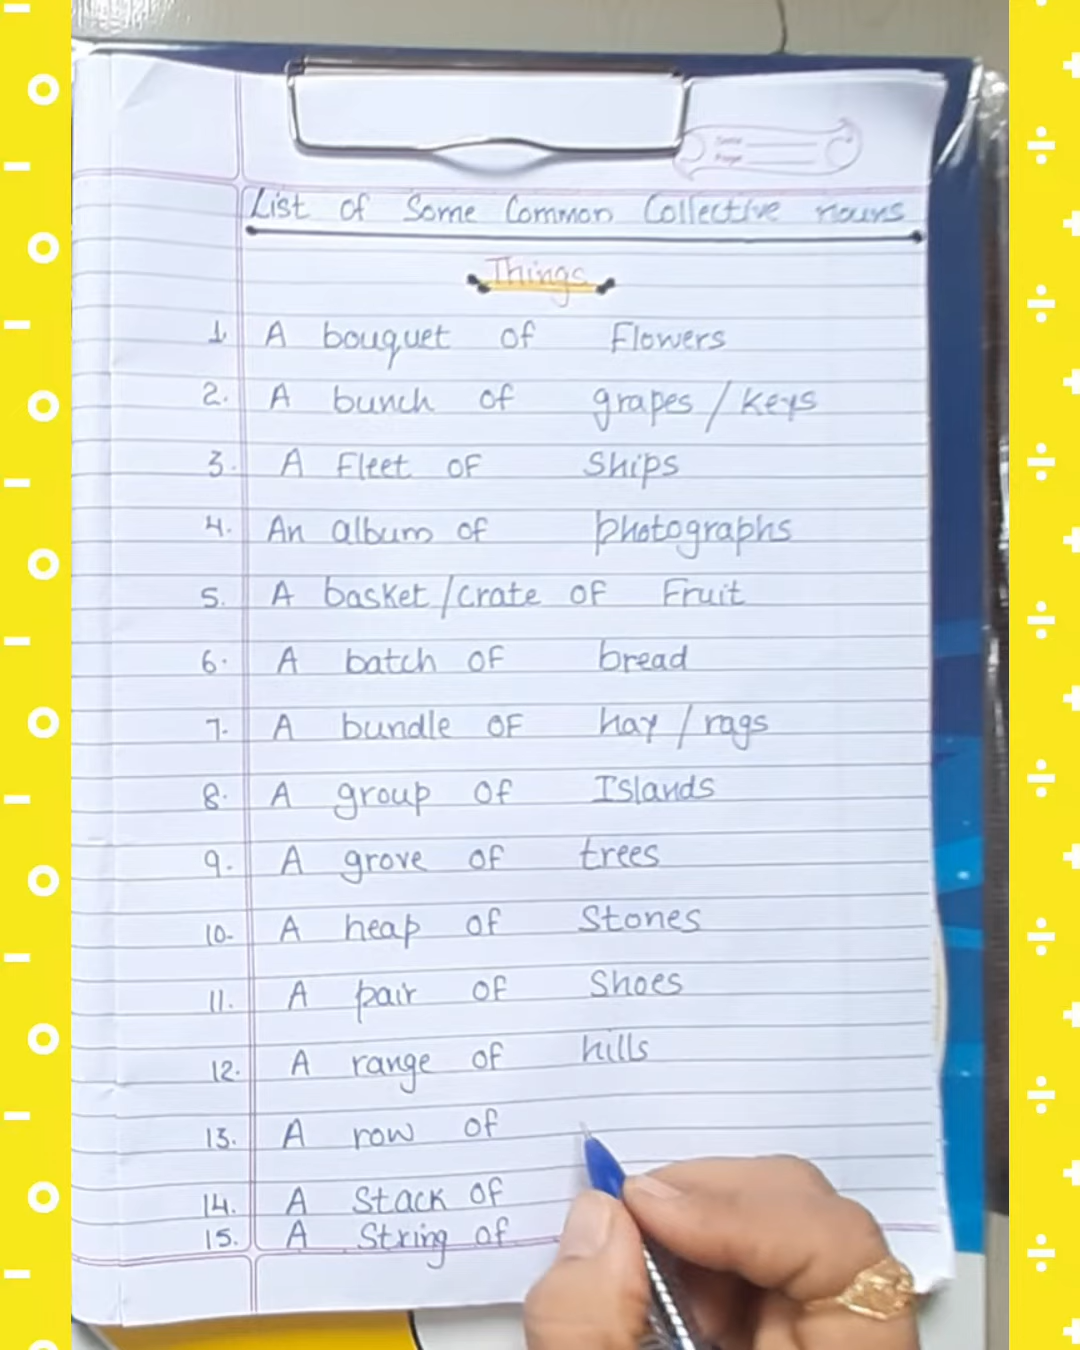 List of Some Common Collective nouns
Things
1. A bouquet of Flowers
2. A bunch of grapes / keys
3. A Fleet of Ships
4. An album of photographs
5. A basket/crate of Fruit
6. A batch of bread
7. A bundle of hay / rags
8. A group of Islands
9. A grove of trees
10. A heap of Stones
11. A pair of Shoes
12. A range of hills
13. A row of
14. A Stack of
15. A String of